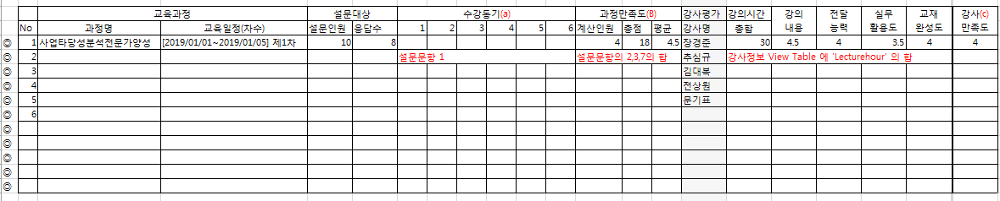 교육과정 설문대상 수강동기(a) 과정만족도(B) 강사평가 강의시간 강의 전달 실무 교재 강사(c)
No 과정명 교육일정(차수) 설문인원 응답수 1 2 3 4 5 6 계산인원 총점 평균 강사명 총합 내용 능력 활용도 완성도 만족도
◎ 1 사업타당성분석전문가양성 [2019/01/01~2019/01/05] 제1차 10 8 4 18 4.5 장경준 30 4.5 4 3.5 4 4
◎ 2 설문문항 1 설문문항의 2,3,7의 합 추심규 강사정보 View Table 에 'Lecturehour' 의 합
◎ 3 김대복
◎ 4 전상원
◎ 5 문기표
◎ 6
◎
◎
◎
◎
◎